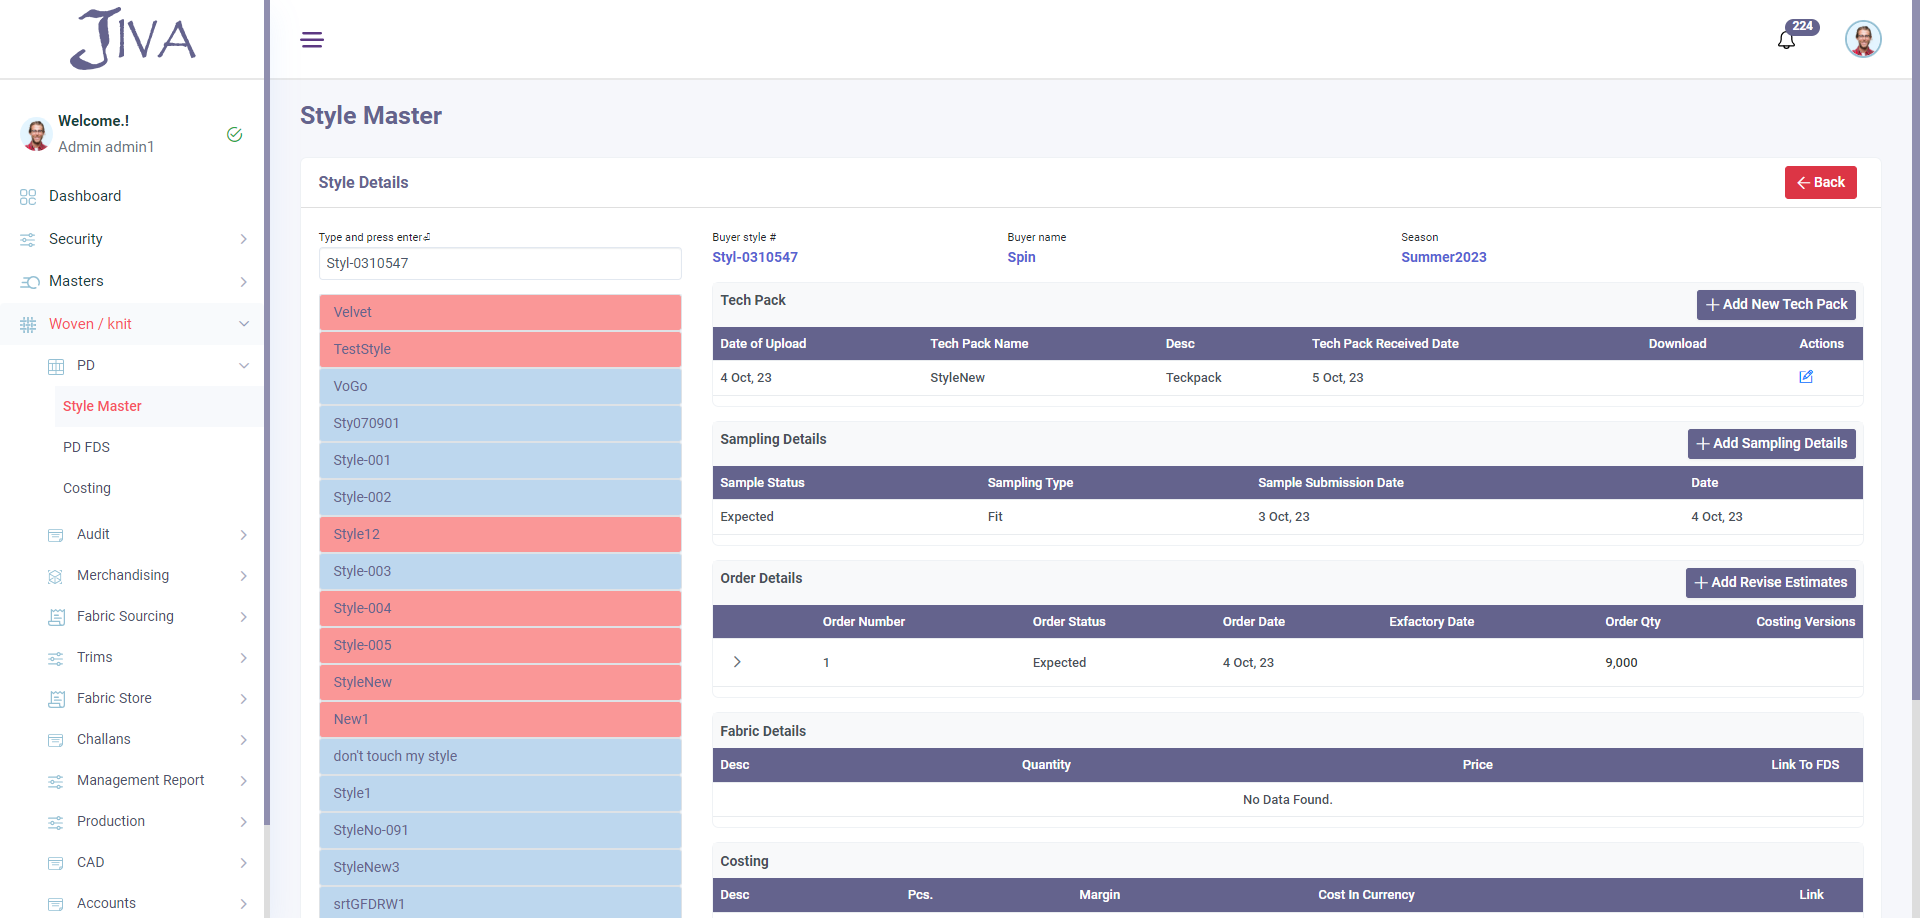 JIVA
224
Welcome.!
Admin admin1
Dashboard
Security
Masters
Woven / knit
PD
Style Master
PD FDS
Costing
Audit
Merchandising
Fabric Sourcing
Trims
Fabric Store
Challans
Management Report
Production
CAD
Accounts
Style Master
Style Details
Back
Type and press enter⏎
Styl-0310547
Velvet
TestStyle
VoGo
Sty070901
Style-001
Style-002
Style12
Style-003
Style-004
Style-005
StyleNew
New1
don't touch my style
Style1
StyleNo-091
StyleNew3
srtGFDRW1
Buyer style # Buyer name Season
Styl-0310547 Spin Summer2023
Tech Pack
Add New Tech Pack
Date of Upload Tech Pack Name Desc Tech Pack Received Date Download Actions
4 Oct, 23 StyleNew Teckpack 5 Oct, 23
Sampling Details
Add Sampling Details
Sample Status Sampling Type Sample Submission Date Date
Expected Fit 3 Oct, 23 4 Oct, 23
Order Details
Add Revise Estimates
Order Number Order Status Order Date Exfactory Date Order Qty Costing Versions
1 Expected 4 Oct, 23 9,000
Fabric Details
Desc Quantity Price Link To FDS
No Data Found.
Costing
Desc Pcs. Margin Cost In Currency Link